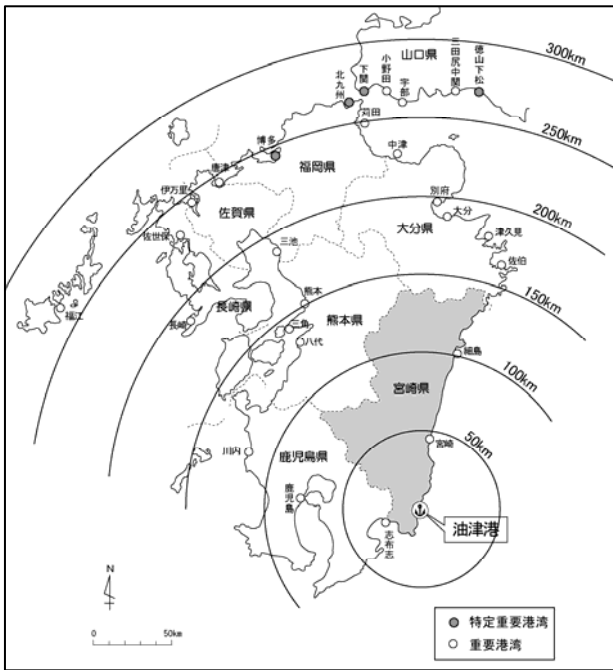 300km
山口県
三田尻中関
徳山下松
小野田
下関
宇部
北九州
苅田
250km
博多
中津
福岡県
唐津
伊万里
別府
大分
200km
佐賀県
大分県
津久見
佐世保
三池
佐伯
150km
熊本
福江
長崎県
長崎
熊本県
三角
八代
100km
細島
宮崎県
50km
宮崎
川内
鹿児島県
鹿児島
志布志
油津港
N
0 50km
特定重要港湾
重要港湾